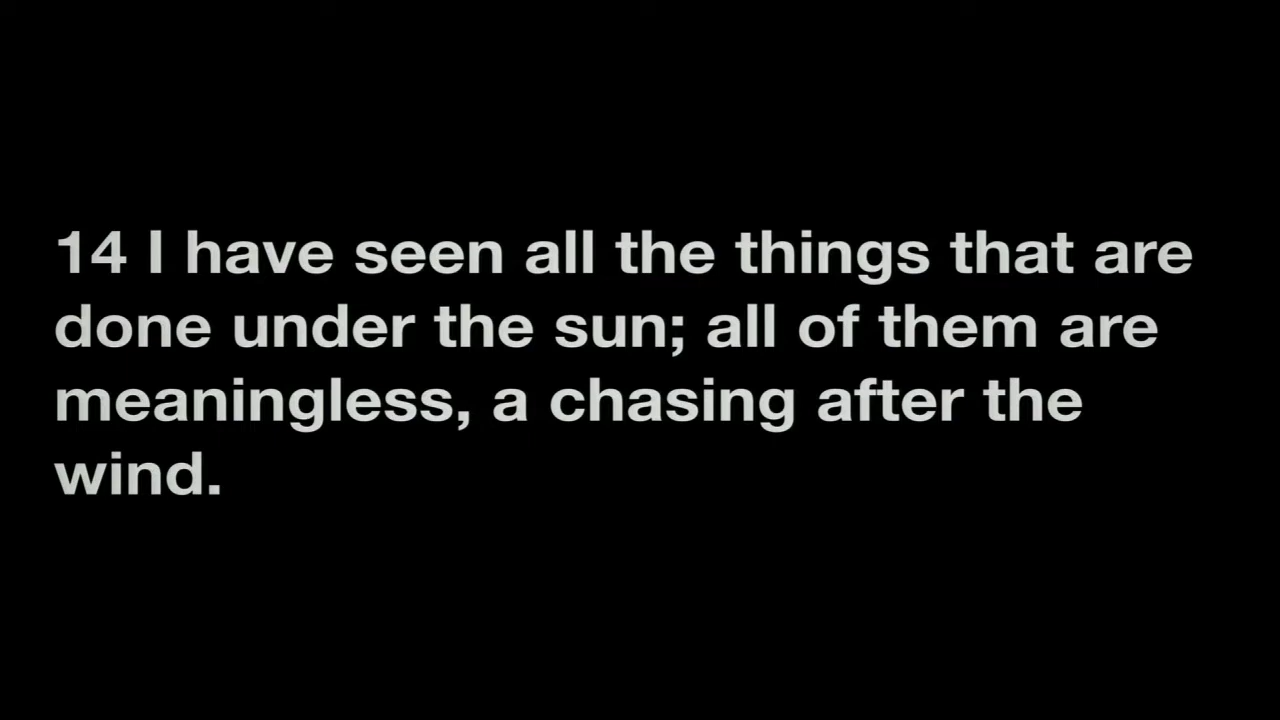 14 I have seen all the things that are
done under the sun; all of them are
meaningless, a chasing after the
wind.